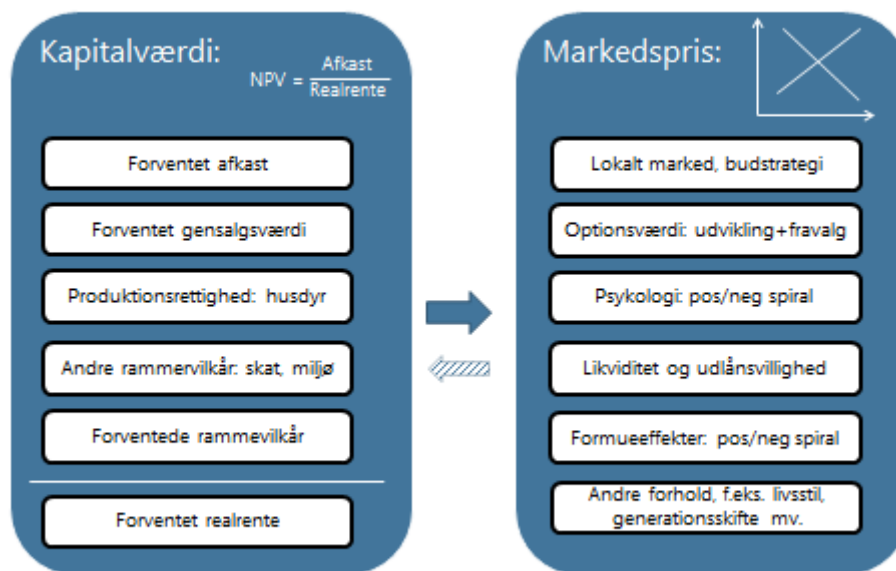 Kapitalværdi:
NPV = Afkast
Realrente
Forventet afkast
Forventet gensalgsværdi
Produktionsrettighed: husdyr
Andre rammervilkår: skat, miljø
Forventede rammevilkår
Forventet realrente
Markedspris:
Lokalt marked, budstrategi
Optionsværdi: udvikling+fravalg
Psykologi: pos/neg spiral
Likviditet og udlånsvillighed
Formueeffekter: pos/neg spiral
Andre forhold, f.eks. livsstil,
generationsskifte mv.